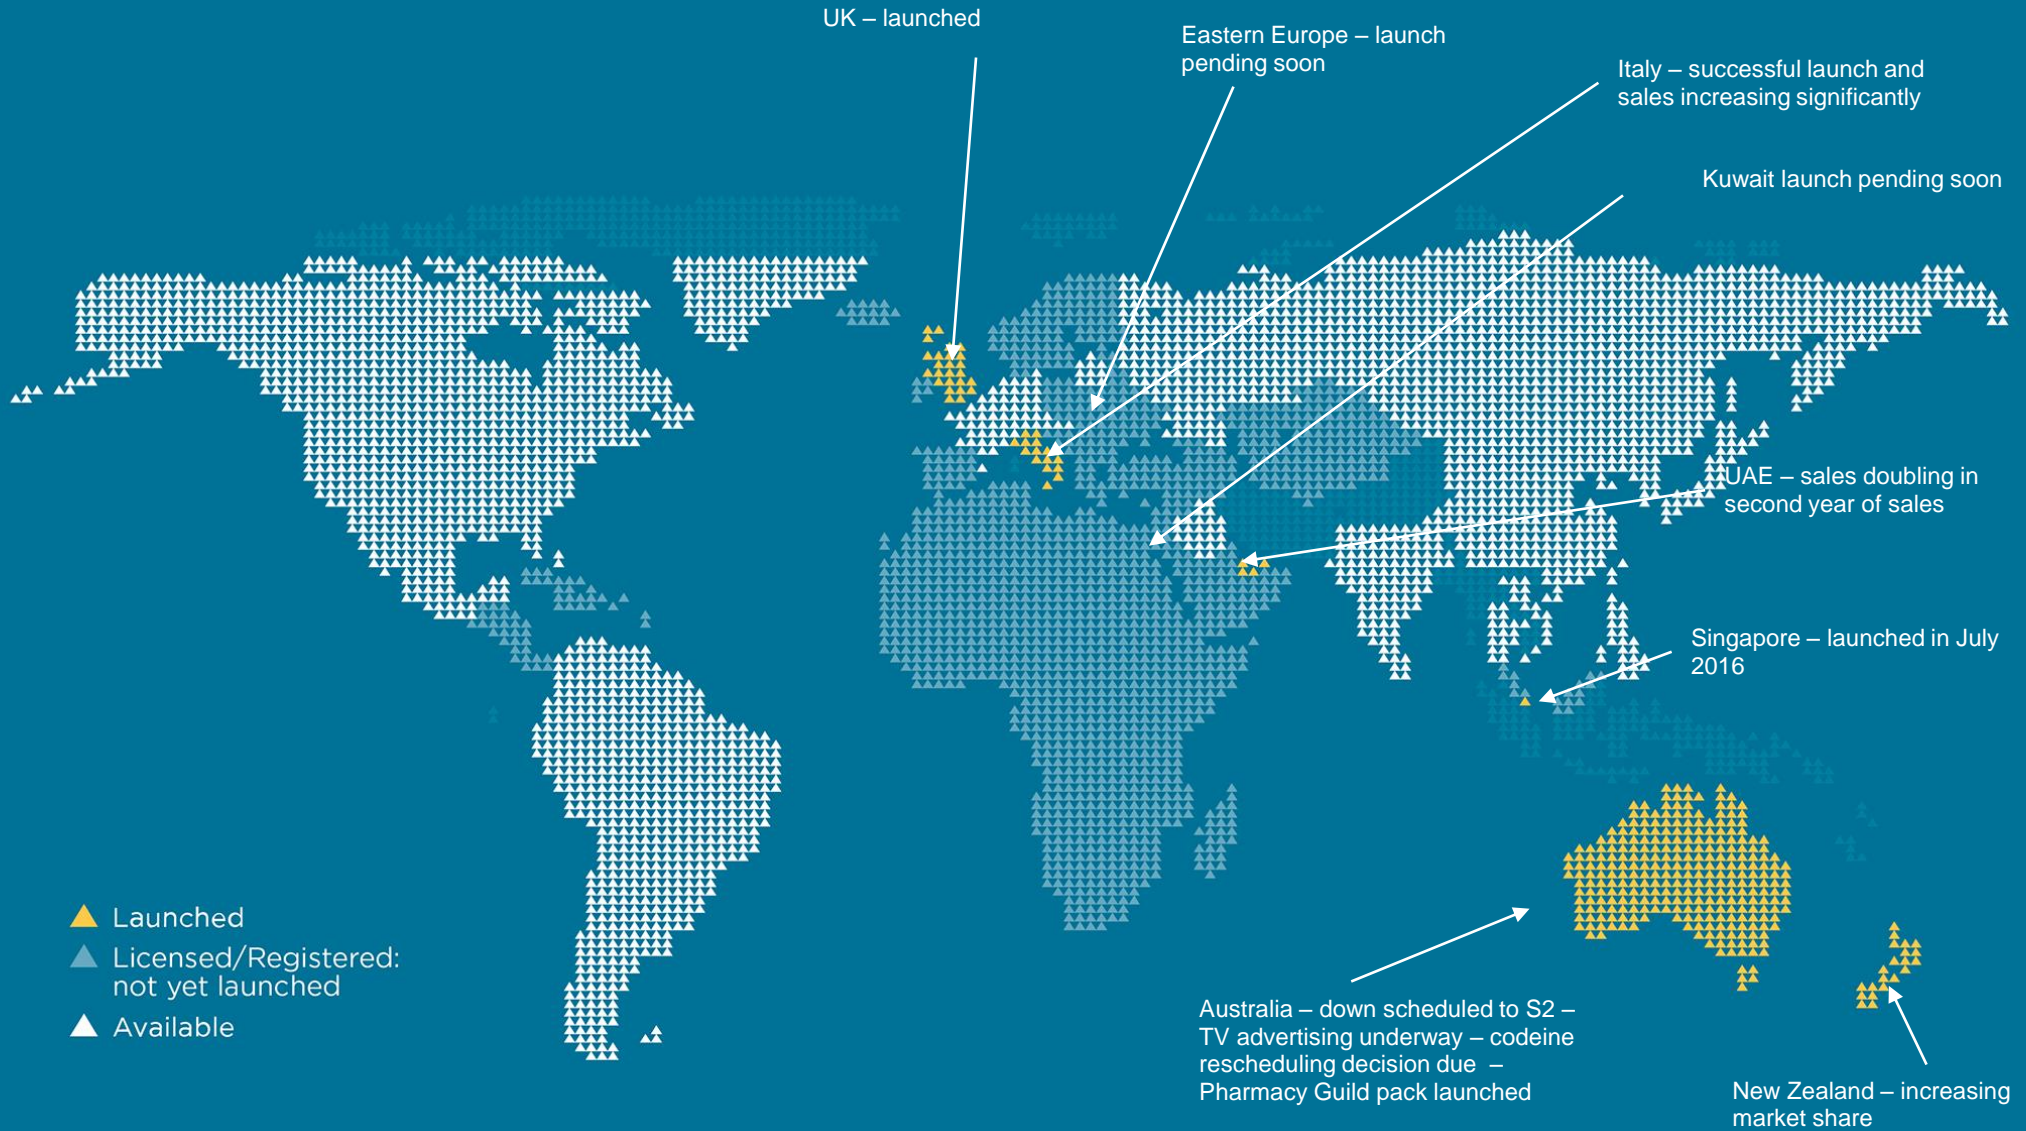 UK – launched
Eastern Europe – launch
pending soon
Italy – successful launch and
sales increasing significantly
Kuwait launch pending soon
UAE – sales doubling in
second year of sales
Singapore – launched in July
2016
Launched
Licensed/Registered:
not yet launched
Available
Australia – down scheduled to S2 –
TV advertising underway – codeine
rescheduling decision due –
Pharmacy Guild pack launched
New Zealand – increasing
market share